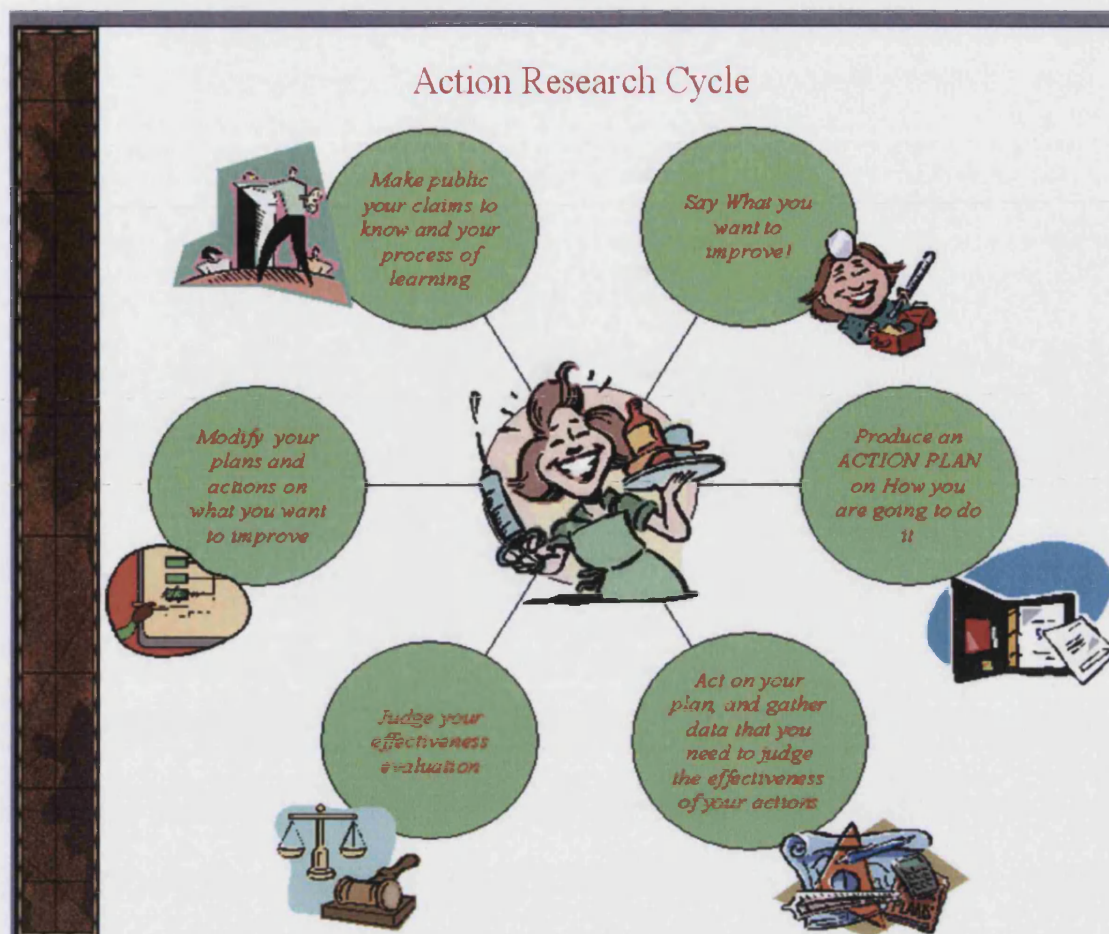 Action Research Cycle
Make public
your claims to
know and your
process of
learning
Say What you
want to
improve!
Modify your
plans and
actions on
what you want
to improve
Produce an
ACTION PLAN
on How you
are going to do
it
Judge your
effectiveness
evaluation
Act on your
plan, and gather
data that you
need to judge
the effectiveness
of your actions
PLANS